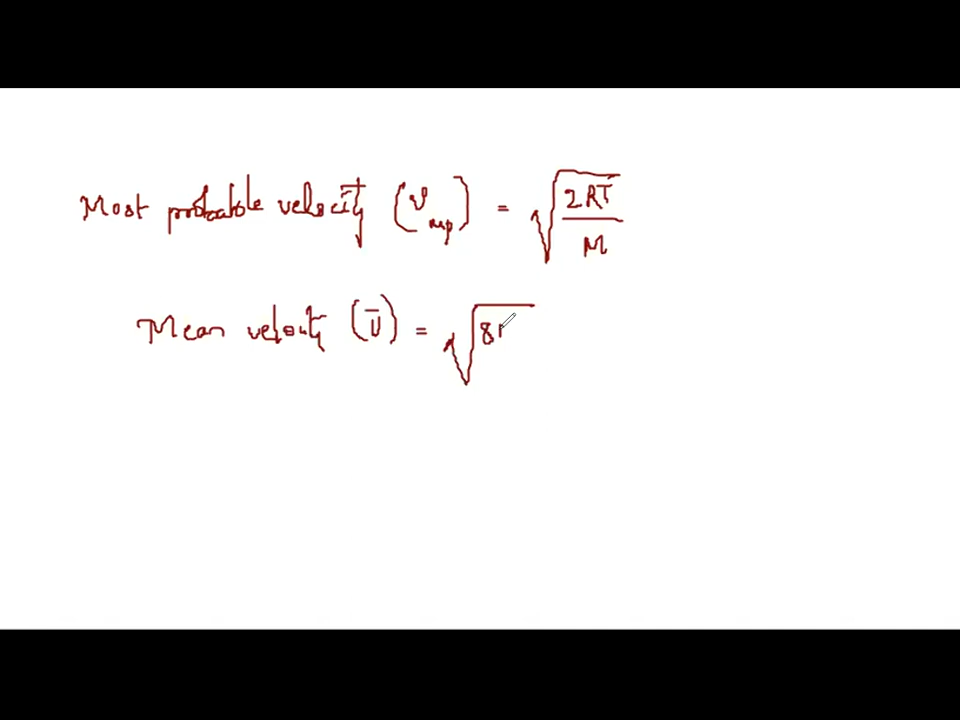 Most probable velocity (v_mp) = √(2RT/M)
Mean velocity (v̄) = √8